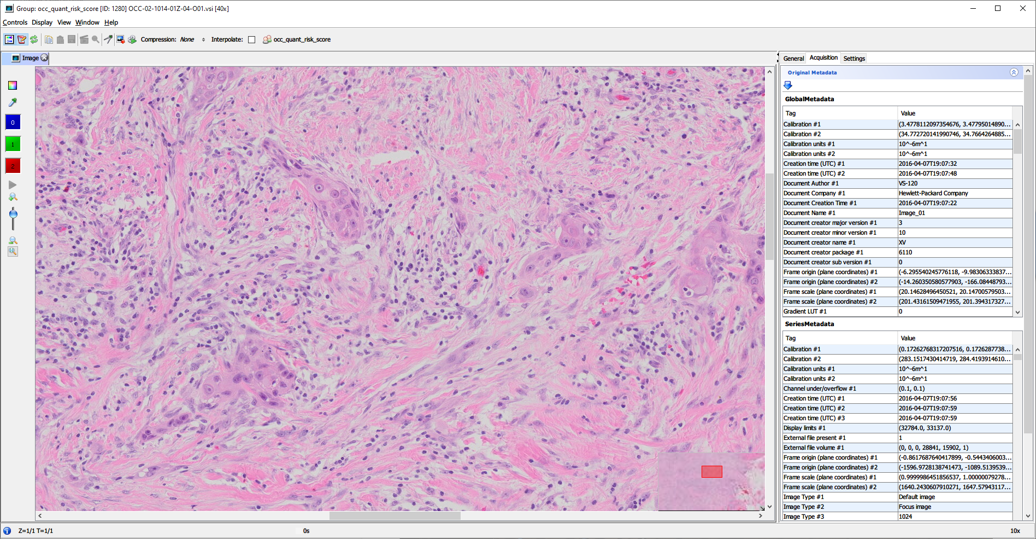 Group: occ_quant_risk_score [ID: 1280] OCC-02-1014-01Z-04-O01.vsi [40x]
Controls Display View Window Help
Compression: None Interpolate: occ_quant_risk_score
Image
General Acquisition Settings
Original Metadata
GlobalMetadata
Tag Value
Calibration #1 (3.4778112097354676, 3.47795014890...
Calibration #2 (34.772720141990746, 34.7664264885...
Calibration units #1 10^-6m^1
Calibration units #2 10^-6m^1
Creation time (UTC) #1 2016-04-07T19:07:32
Creation time (UTC) #2 2016-04-07T19:07:48
Document Author #1 VS-120
Document Company #1 Hewlett-Packard Company
Document Creation Time #1 2016-04-07T19:07:22
Document Name #1 Image_01
Document creator major version #1 3
Document creator minor version #1 10
Document creator name #1 XV
Document creator package #1 6110
Document creator sub version #1 0
Frame origin (plane coordinates) #1 (-6.295540245776118, -9.98306333837...
Frame origin (plane coordinates) #2 (-14.260350580577903, -166.08448793...
Frame scale (plane coordinates) #1 (20.14628496450521, 20.14700579503...
Frame scale (plane coordinates) #2 (201.43161509471955, 201.394317327...
Gradient LUT #1 0
SeriesMetadata
Tag Value
Calibration #1 (0.17262768317207516, 0.1726287738...
Calibration #2 (283.1517430414719, 284.4193914610...
Calibration units #1 10^-6m^1
Calibration units #2 10^-6m^1
Channel under/overflow #1 (0.1, 0.1)
Creation time (UTC) #1 2016-04-07T19:07:56
Creation time (UTC) #2 2016-04-07T19:07:59
Creation time (UTC) #3 2016-04-07T19:07:59
Display limits #1 (32784.0, 33137.0)
External file present #1 1
External file volume #1 (0, 0, 0, 28841, 15902, 1)
Frame origin (plane coordinates) #1 (-0.8617687640417899, -0.5443406003...
Frame origin (plane coordinates) #2 (-1596.9728138741473, -1089.5139539...
Frame scale (plane coordinates) #1 (0.9999986451856537, 1.00000079278...
Frame scale (plane coordinates) #2 (1640.2430607910271, 1647.57943117...
Image Type #1 Default image
Image Type #2 Focus image
Image Type #3 1024
0
Z=1/1 T=1/1 0s 10x